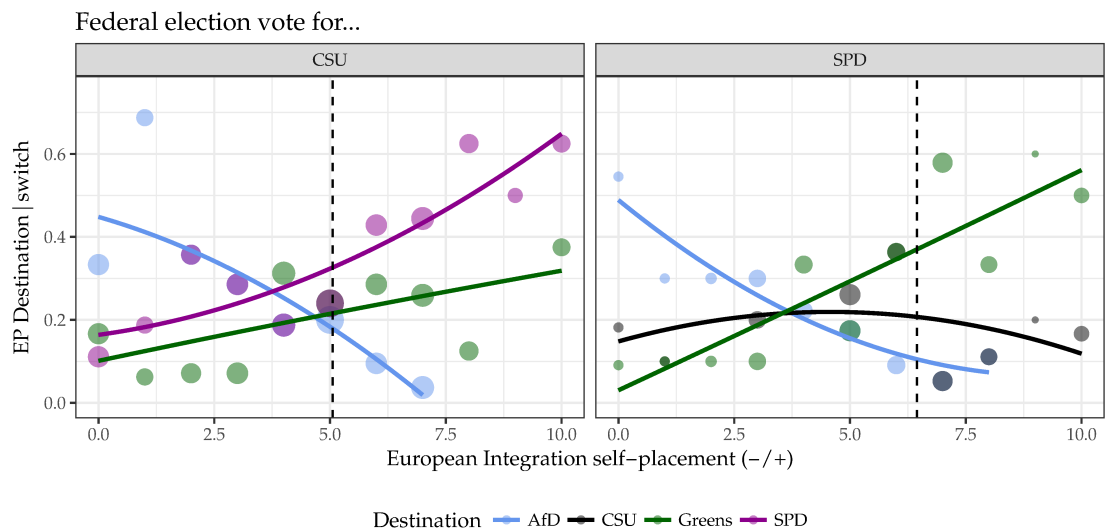 Federal election vote for...
CSU
SPD
EP Destination | switch
0.6
0.4
0.2
0.0
0.0 2.5 5.0 7.5 10.0
0.0 2.5 5.0 7.5 10.0
European Integration self−placement (−/+)
Destination AfD CSU Greens SPD